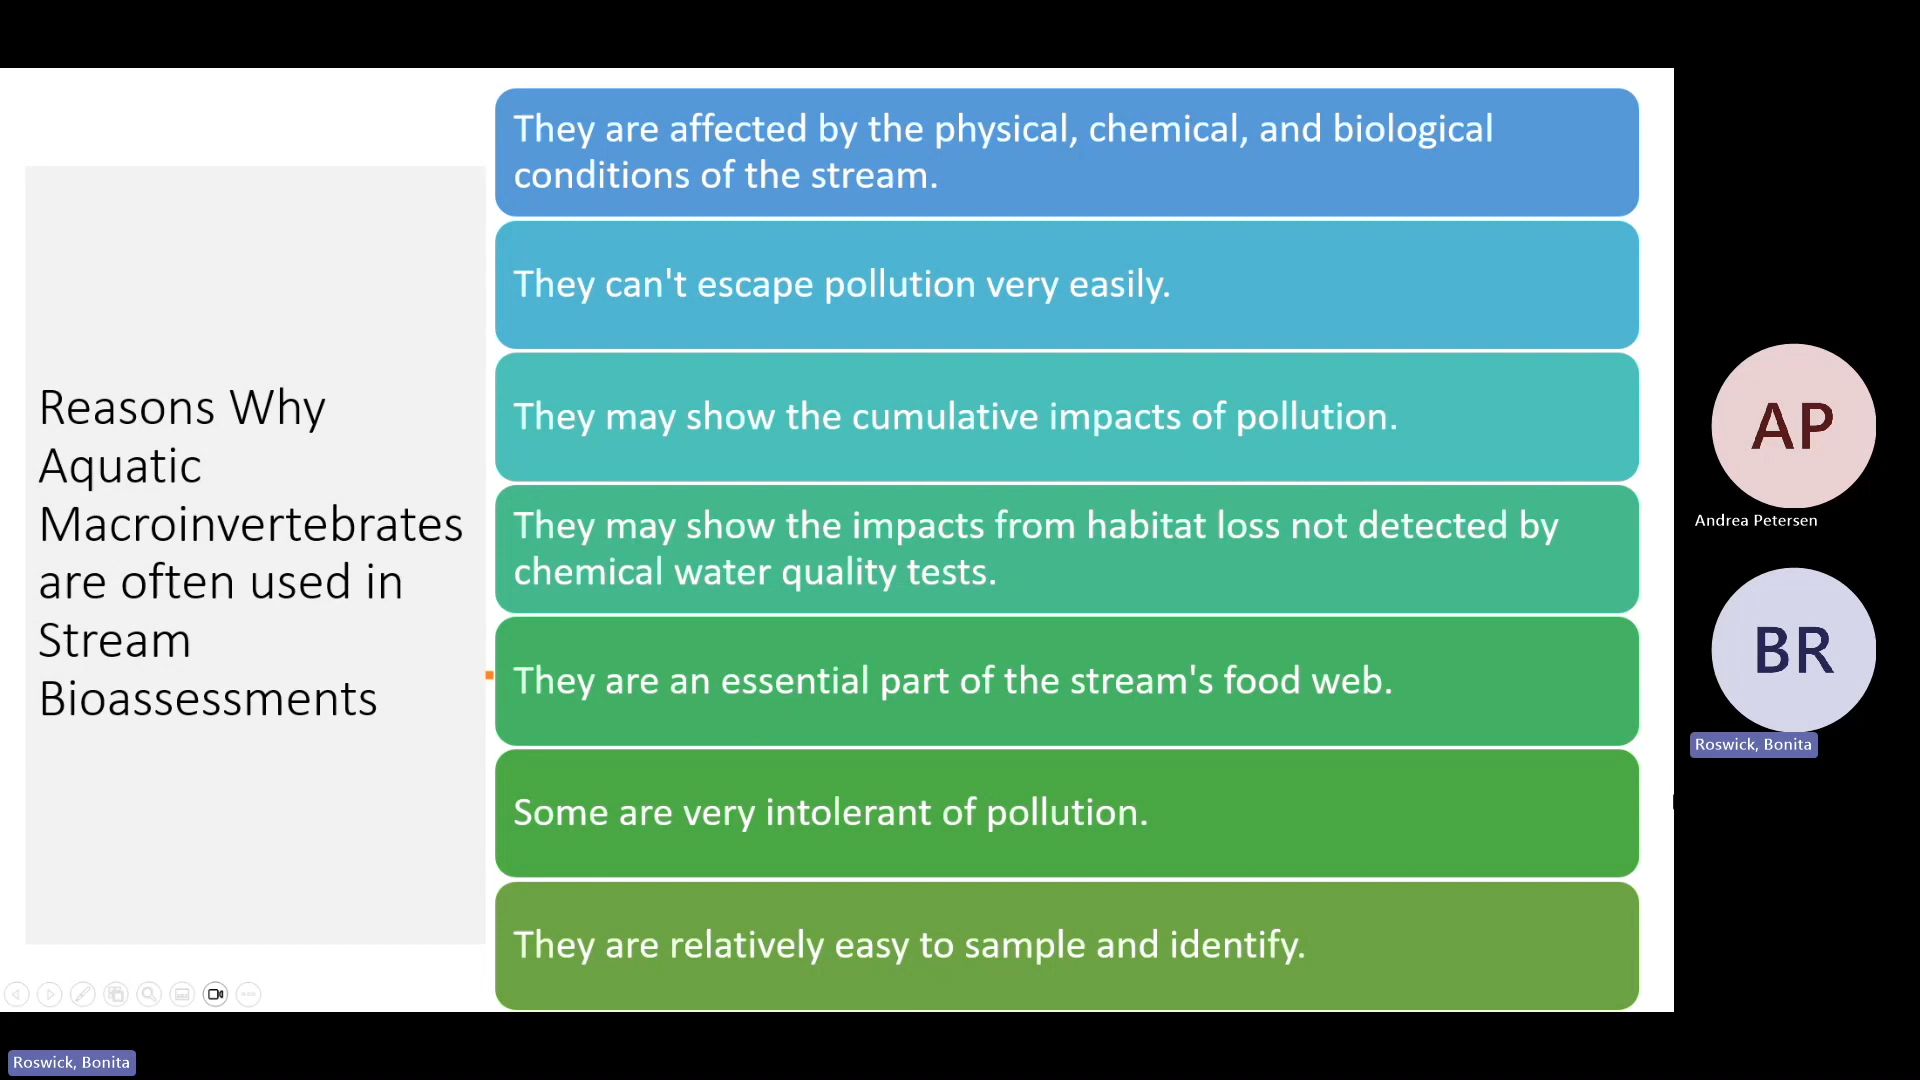 Reasons Why
Aquatic
Macroinvertebrates
are often used in
Stream
Bioassessments
They are affected by the physical, chemical, and biological
conditions of the stream.
They can't escape pollution very easily.
They may show the cumulative impacts of pollution.
They may show the impacts from habitat loss not detected by
chemical water quality tests.
They are an essential part of the stream's food web.
Some are very intolerant of pollution.
They are relatively easy to sample and identify.
AP
Andrea Petersen
BR
Roswick, Bonita
Roswick, Bonita